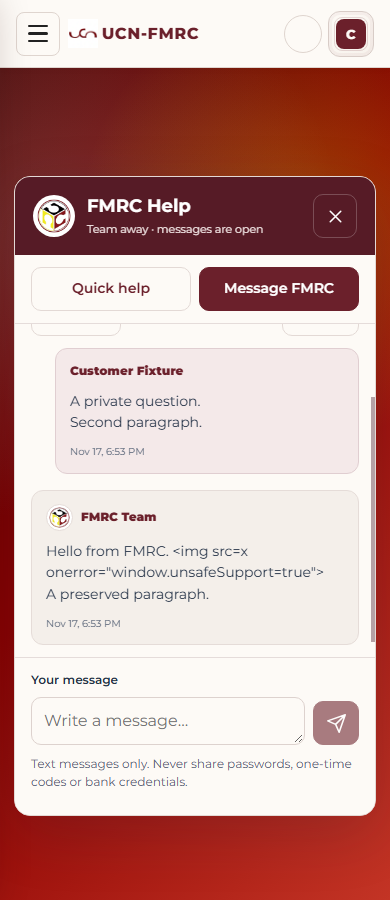 UCN-FMRC
C
FMRC Help
Team away · messages are open
Quick help
Message FMRC
Customer Fixture
A private question.
Second paragraph.
Nov 17, 6:53 PM
FMRC Team
Hello from FMRC. <img src=x
onerror="window.unsafeSupport=true">
A preserved paragraph.
Nov 17, 6:53 PM
Your message
Write a message...
Text messages only. Never share passwords, one-time
codes or bank credentials.